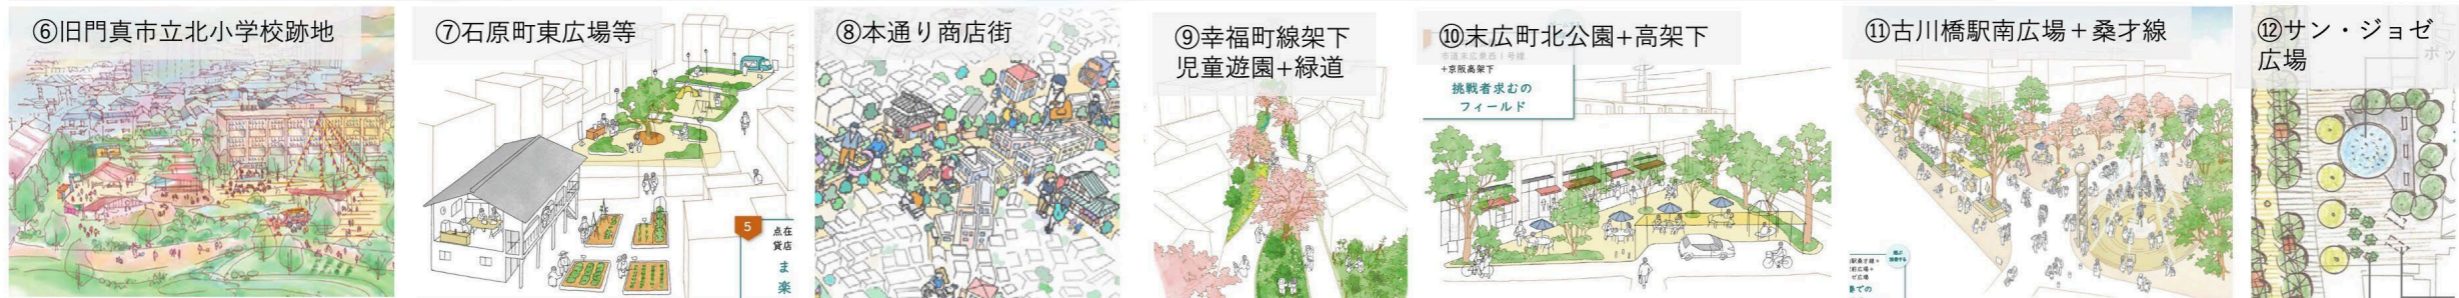 ⑥旧門真市立北小学校跡地
⑦石原町東広場等
5
点在
貸店
ま
楽
⑧本通り商店街
⑨幸福町線架下
児童遊園+緑道
⑩末広町北公園+高架下
+京阪高架下
挑戦者求むの
フィールド
⑪古川橋駅南広場+桑才線
⑫サン・ジョゼ
広場
ポッ